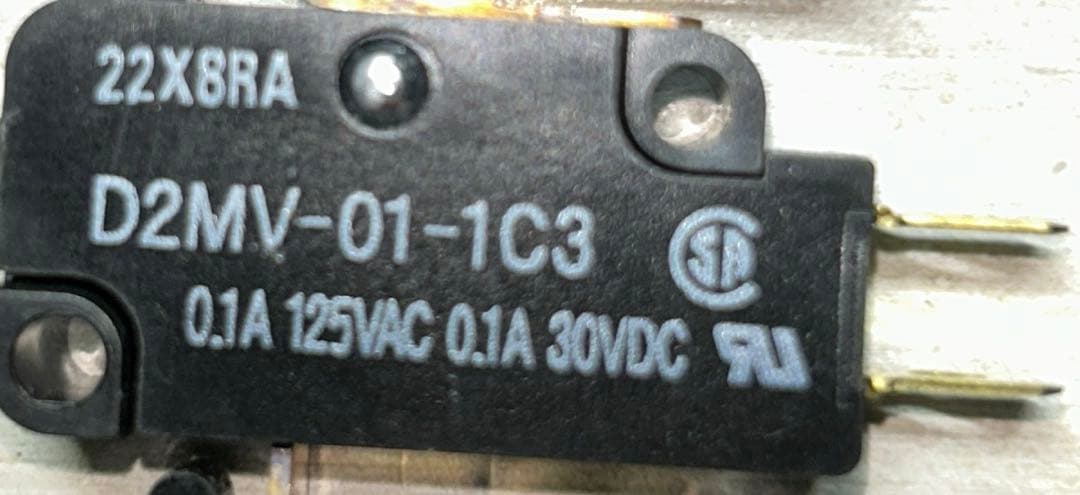 22X8RA
D2MV-01-1C3
0.1A 125VAC 0.1A 30VDC